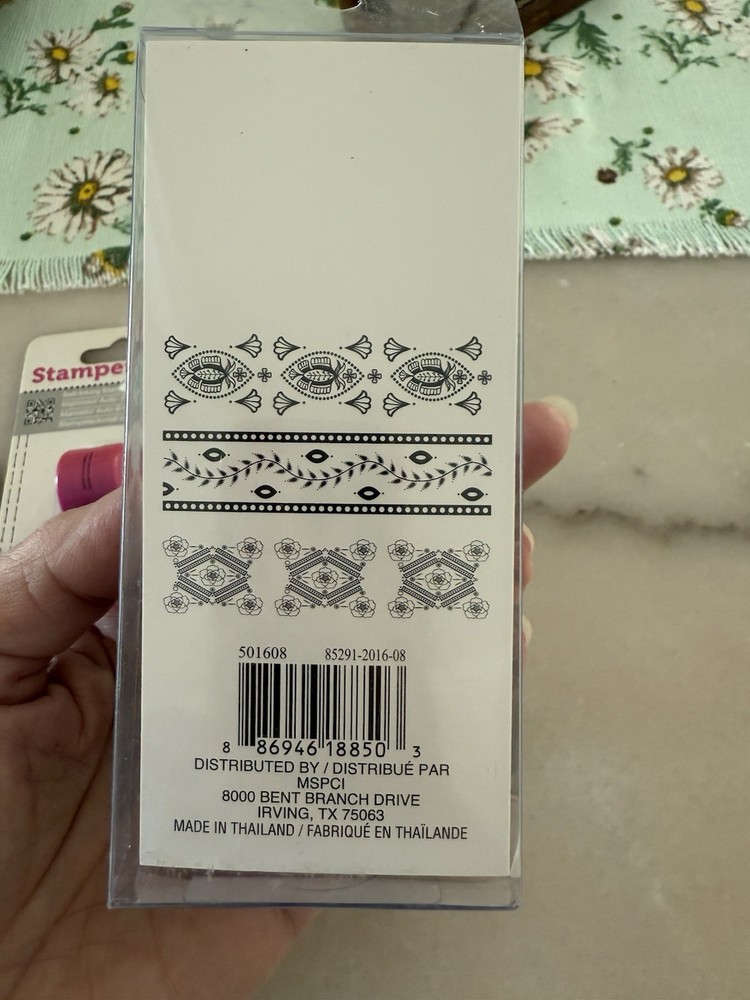 Stampe
501608 85291-2016-08
8 86946 18850 3
DISTRIBUTED BY / DISTRIBUÉ PAR
MSPCI
8000 BENT BRANCH DRIVE
IRVING, TX 75063
MADE IN THAILAND / FABRIQUÉ EN THAÏLANDE